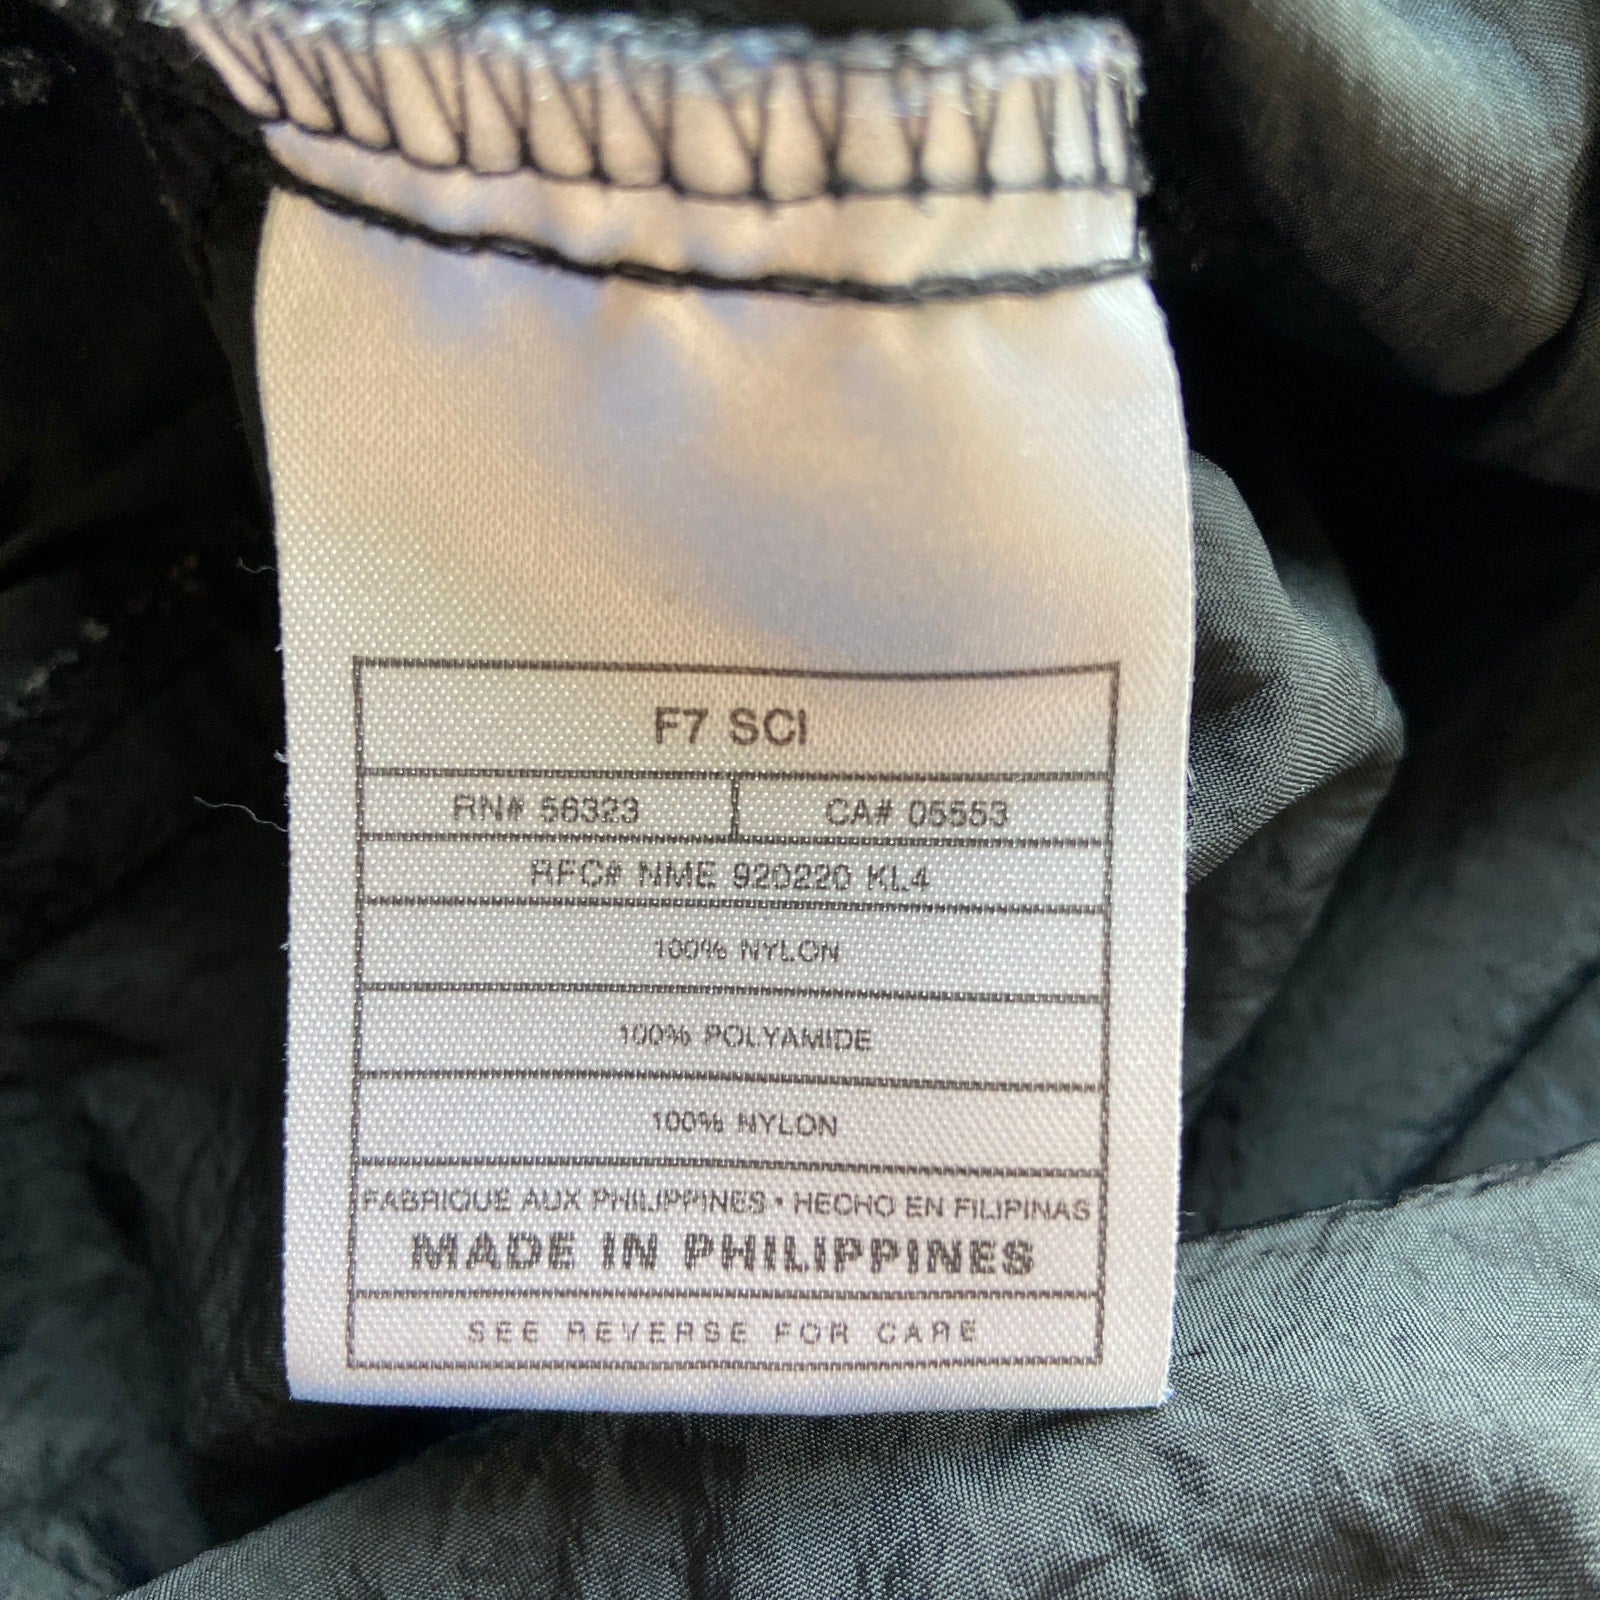 F7 SCI
RN# 56323 CA# 05553
RFC# NME 920220 KL4
100% NYLON
100% POLYAMIDE
100% NYLON
FABRIQUE AUX PHILIPPINES • HECHO EN FILIPINAS
MADE IN PHILIPPINES
SEE REVERSE FOR CARE